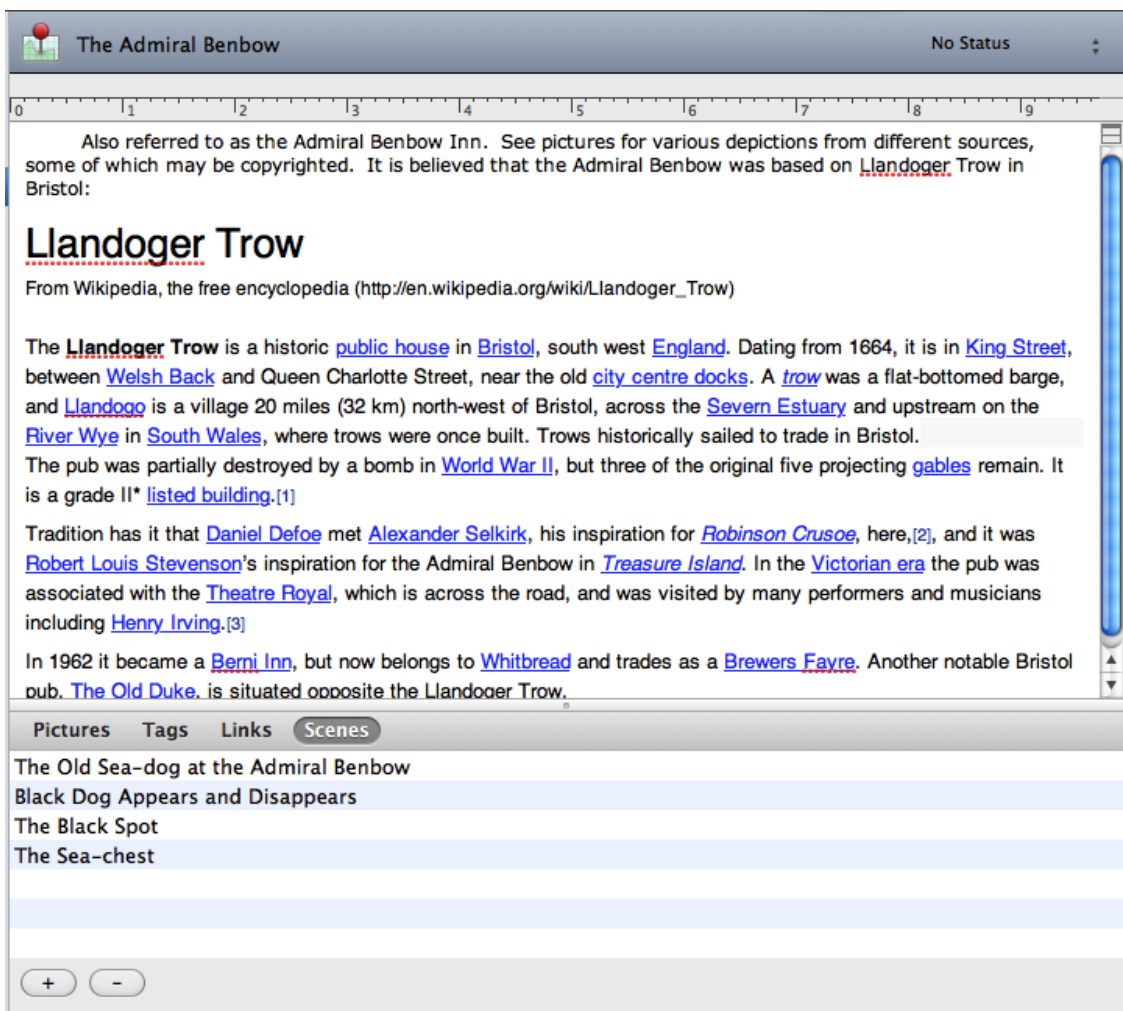 The Admiral Benbow
No Status
0 1 2 3 4 5 6 7 8 9
Also referred to as the Admiral Benbow Inn.  See pictures for various depictions from different sources,
some of which may be copyrighted.  It is believed that the Admiral Benbow was based on Llandoger Trow in
Bristol:
Llandoger Trow
From Wikipedia, the free encyclopedia (http://en.wikipedia.org/wiki/Llandoger_Trow)
The Llandoger Trow is a historic public house in Bristol, south west England. Dating from 1664, it is in King Street,
between Welsh Back and Queen Charlotte Street, near the old city centre docks. A trow was a flat-bottomed barge,
and Llandogo is a village 20 miles (32 km) north-west of Bristol, across the Severn Estuary and upstream on the
River Wye in South Wales, where trows were once built. Trows historically sailed to trade in Bristol.
The pub was partially destroyed by a bomb in World War II, but three of the original five projecting gables remain. It
is a grade II* listed building.[1]
Tradition has it that Daniel Defoe met Alexander Selkirk, his inspiration for Robinson Crusoe, here,[2], and it was
Robert Louis Stevenson's inspiration for the Admiral Benbow in Treasure Island. In the Victorian era the pub was
associated with the Theatre Royal, which is across the road, and was visited by many performers and musicians
including Henry Irving.[3]
In 1962 it became a Berni Inn, but now belongs to Whitbread and trades as a Brewers Fayre. Another notable Bristol
pub, The Old Duke, is situated opposite the Llandoger Trow.
Pictures Tags Links Scenes
The Old Sea-dog at the Admiral Benbow
Black Dog Appears and Disappears
The Black Spot
The Sea-chest
+ -